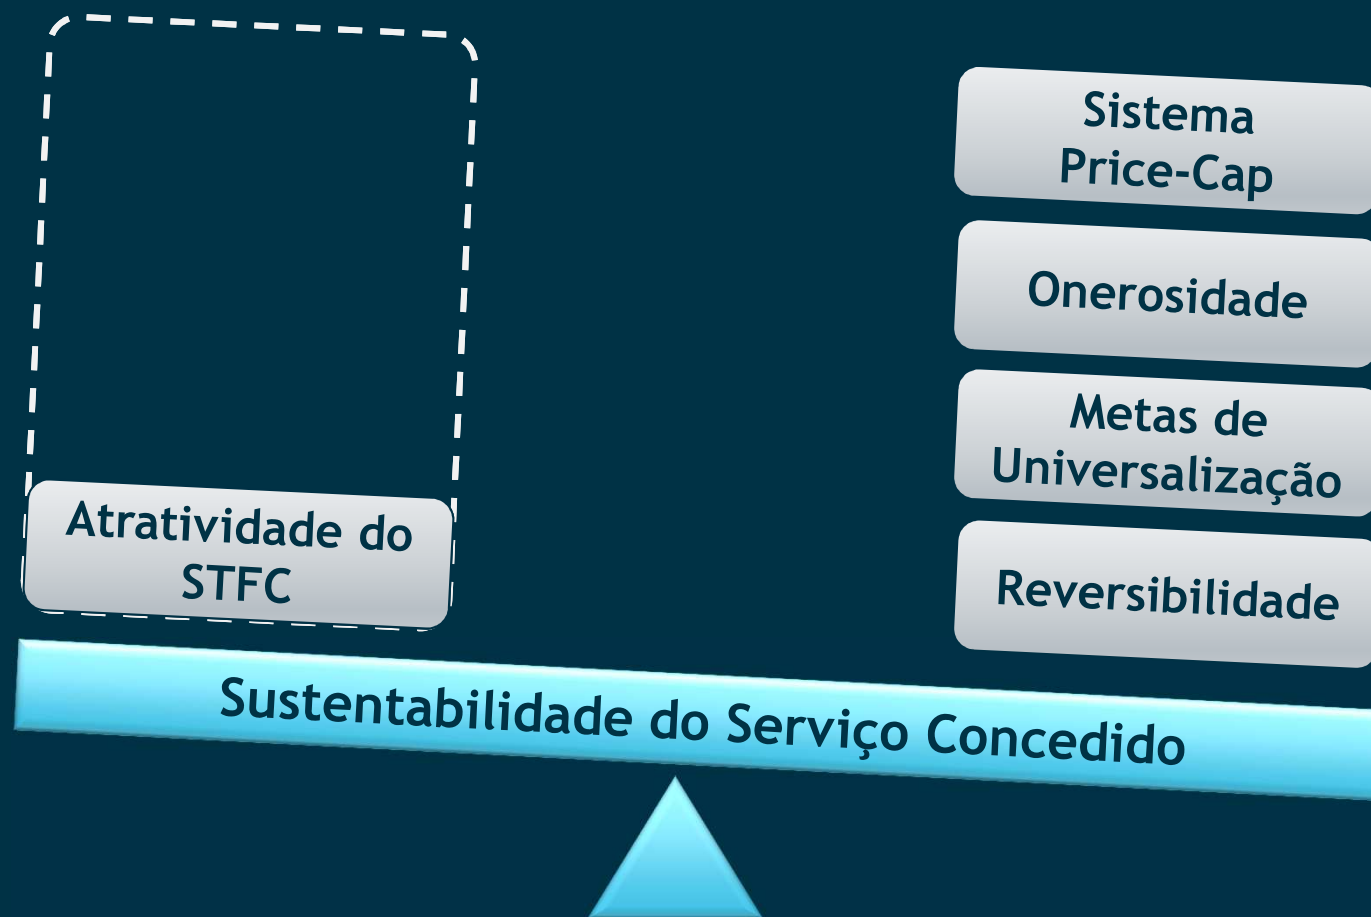 Sistema
Price-Cap
Onerosidade
Metas de
Universalização
Atratividade do
STFC
Reversibilidade
Sustentabilidade do Serviço Concedido